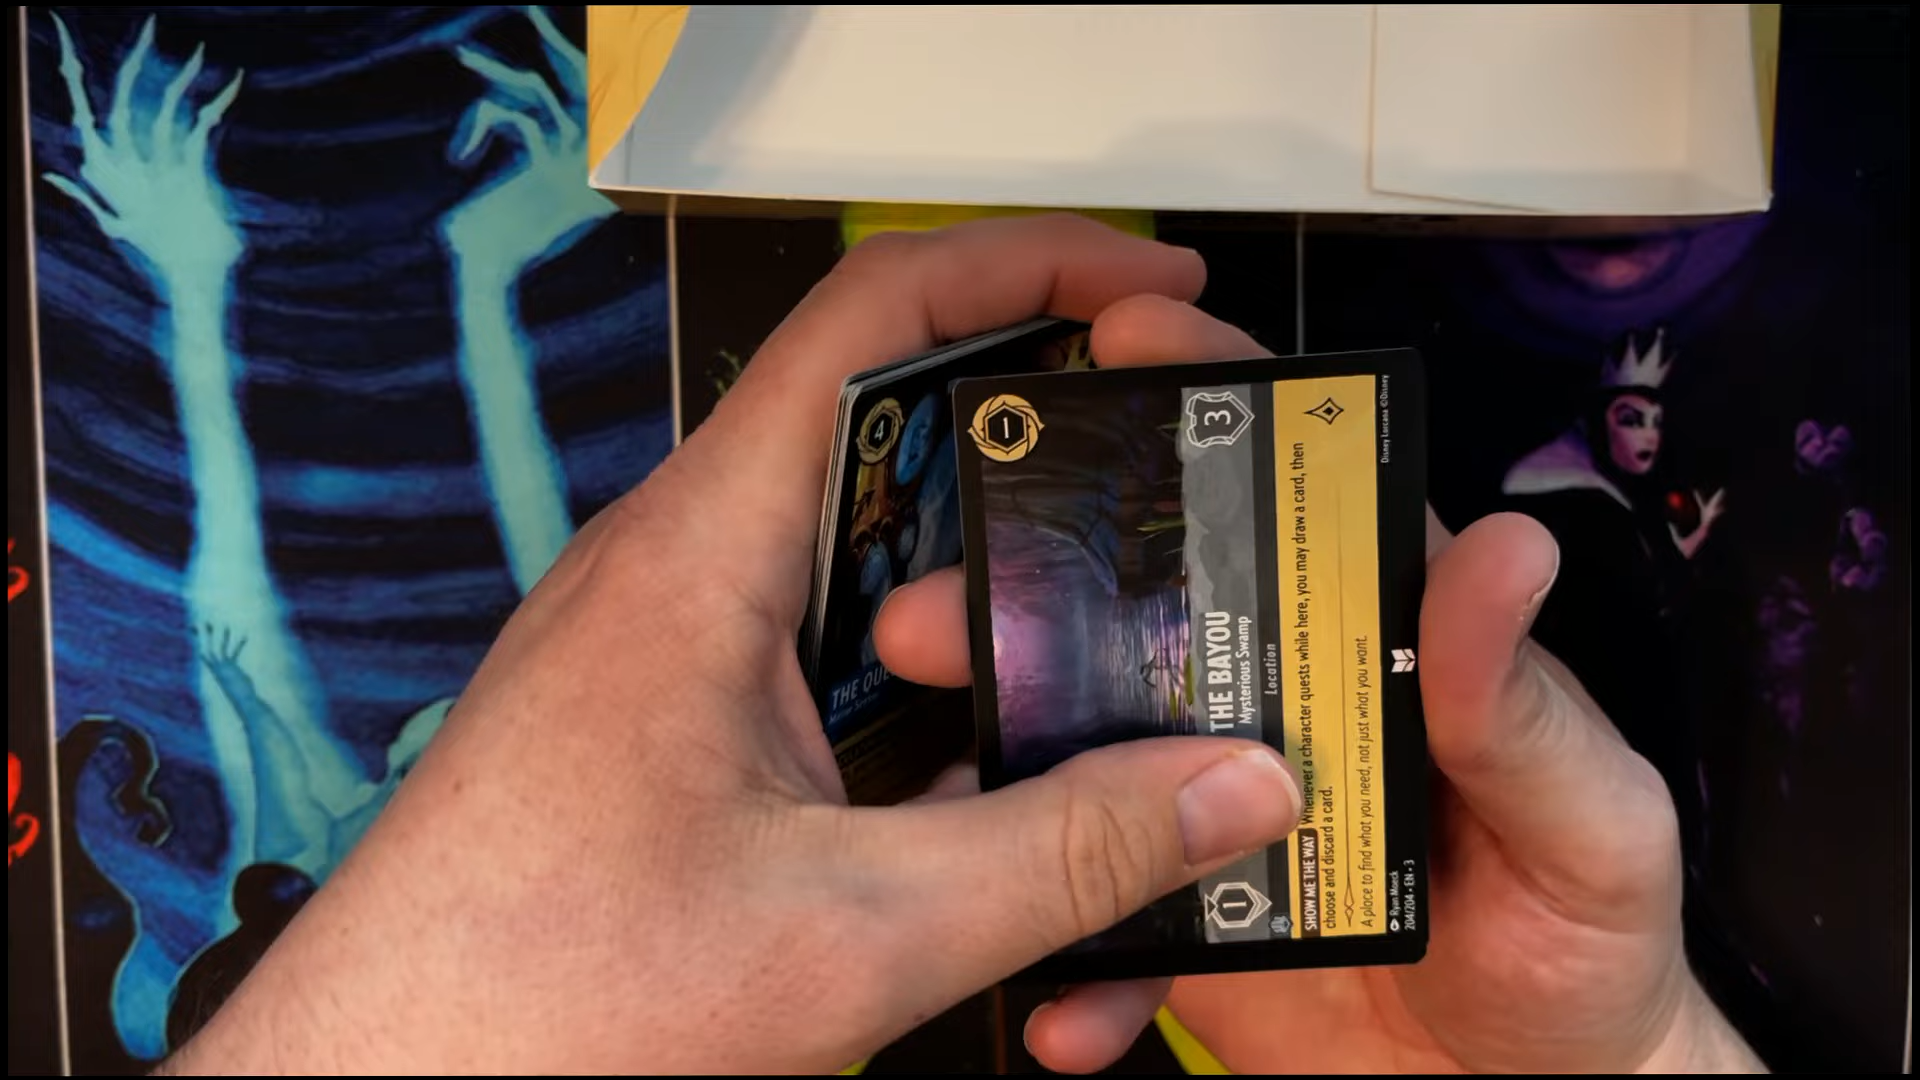 1
3
THE BAYOU
Mysterious Swamp
Location
1
SHOW ME THE WAY Whenever a character quests while here, you may draw a card, then
choose and discard a card.
A place to find what you need, not just what you want.
Ryan Moeck
204/204 • EN • 3
Disney Lorcana ©Disney
4
THE QUE